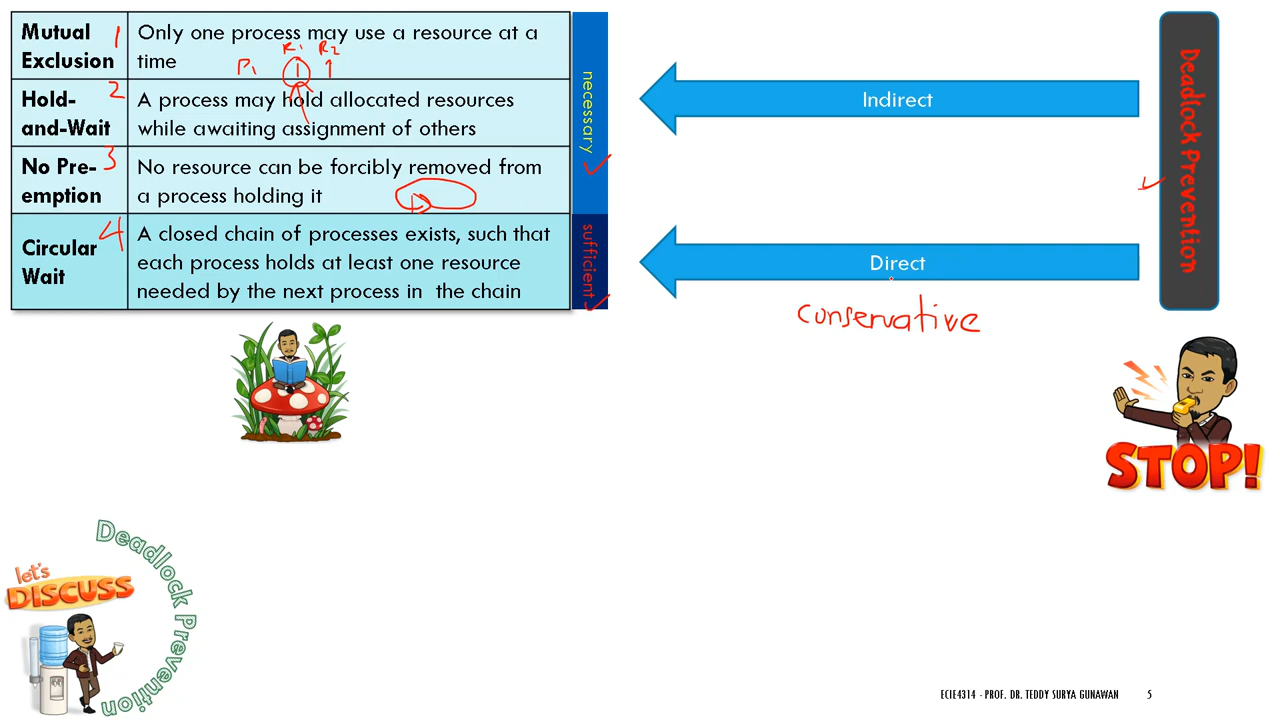 Mutual
Exclusion
1
Only one process may use a resource at a
time
P1
R1
R2
1
1
Hold-
and-Wait
2
A process may hold allocated resources
while awaiting assignment of others
No Pre-
emption
3
No resource can be forcibly removed from
a process holding it
Circular
Wait
4
A closed chain of processes exists, such that
each process holds at least one resource
needed by the next process in the chain
necessary
sufficient
Indirect
Direct
conservative
Deadlock Prevention
STOP!
let's
DISCUSS
Deadlock Prevention
ECIE4314 - PROF. DR. TEDDY SURYA GUNAWAN
5